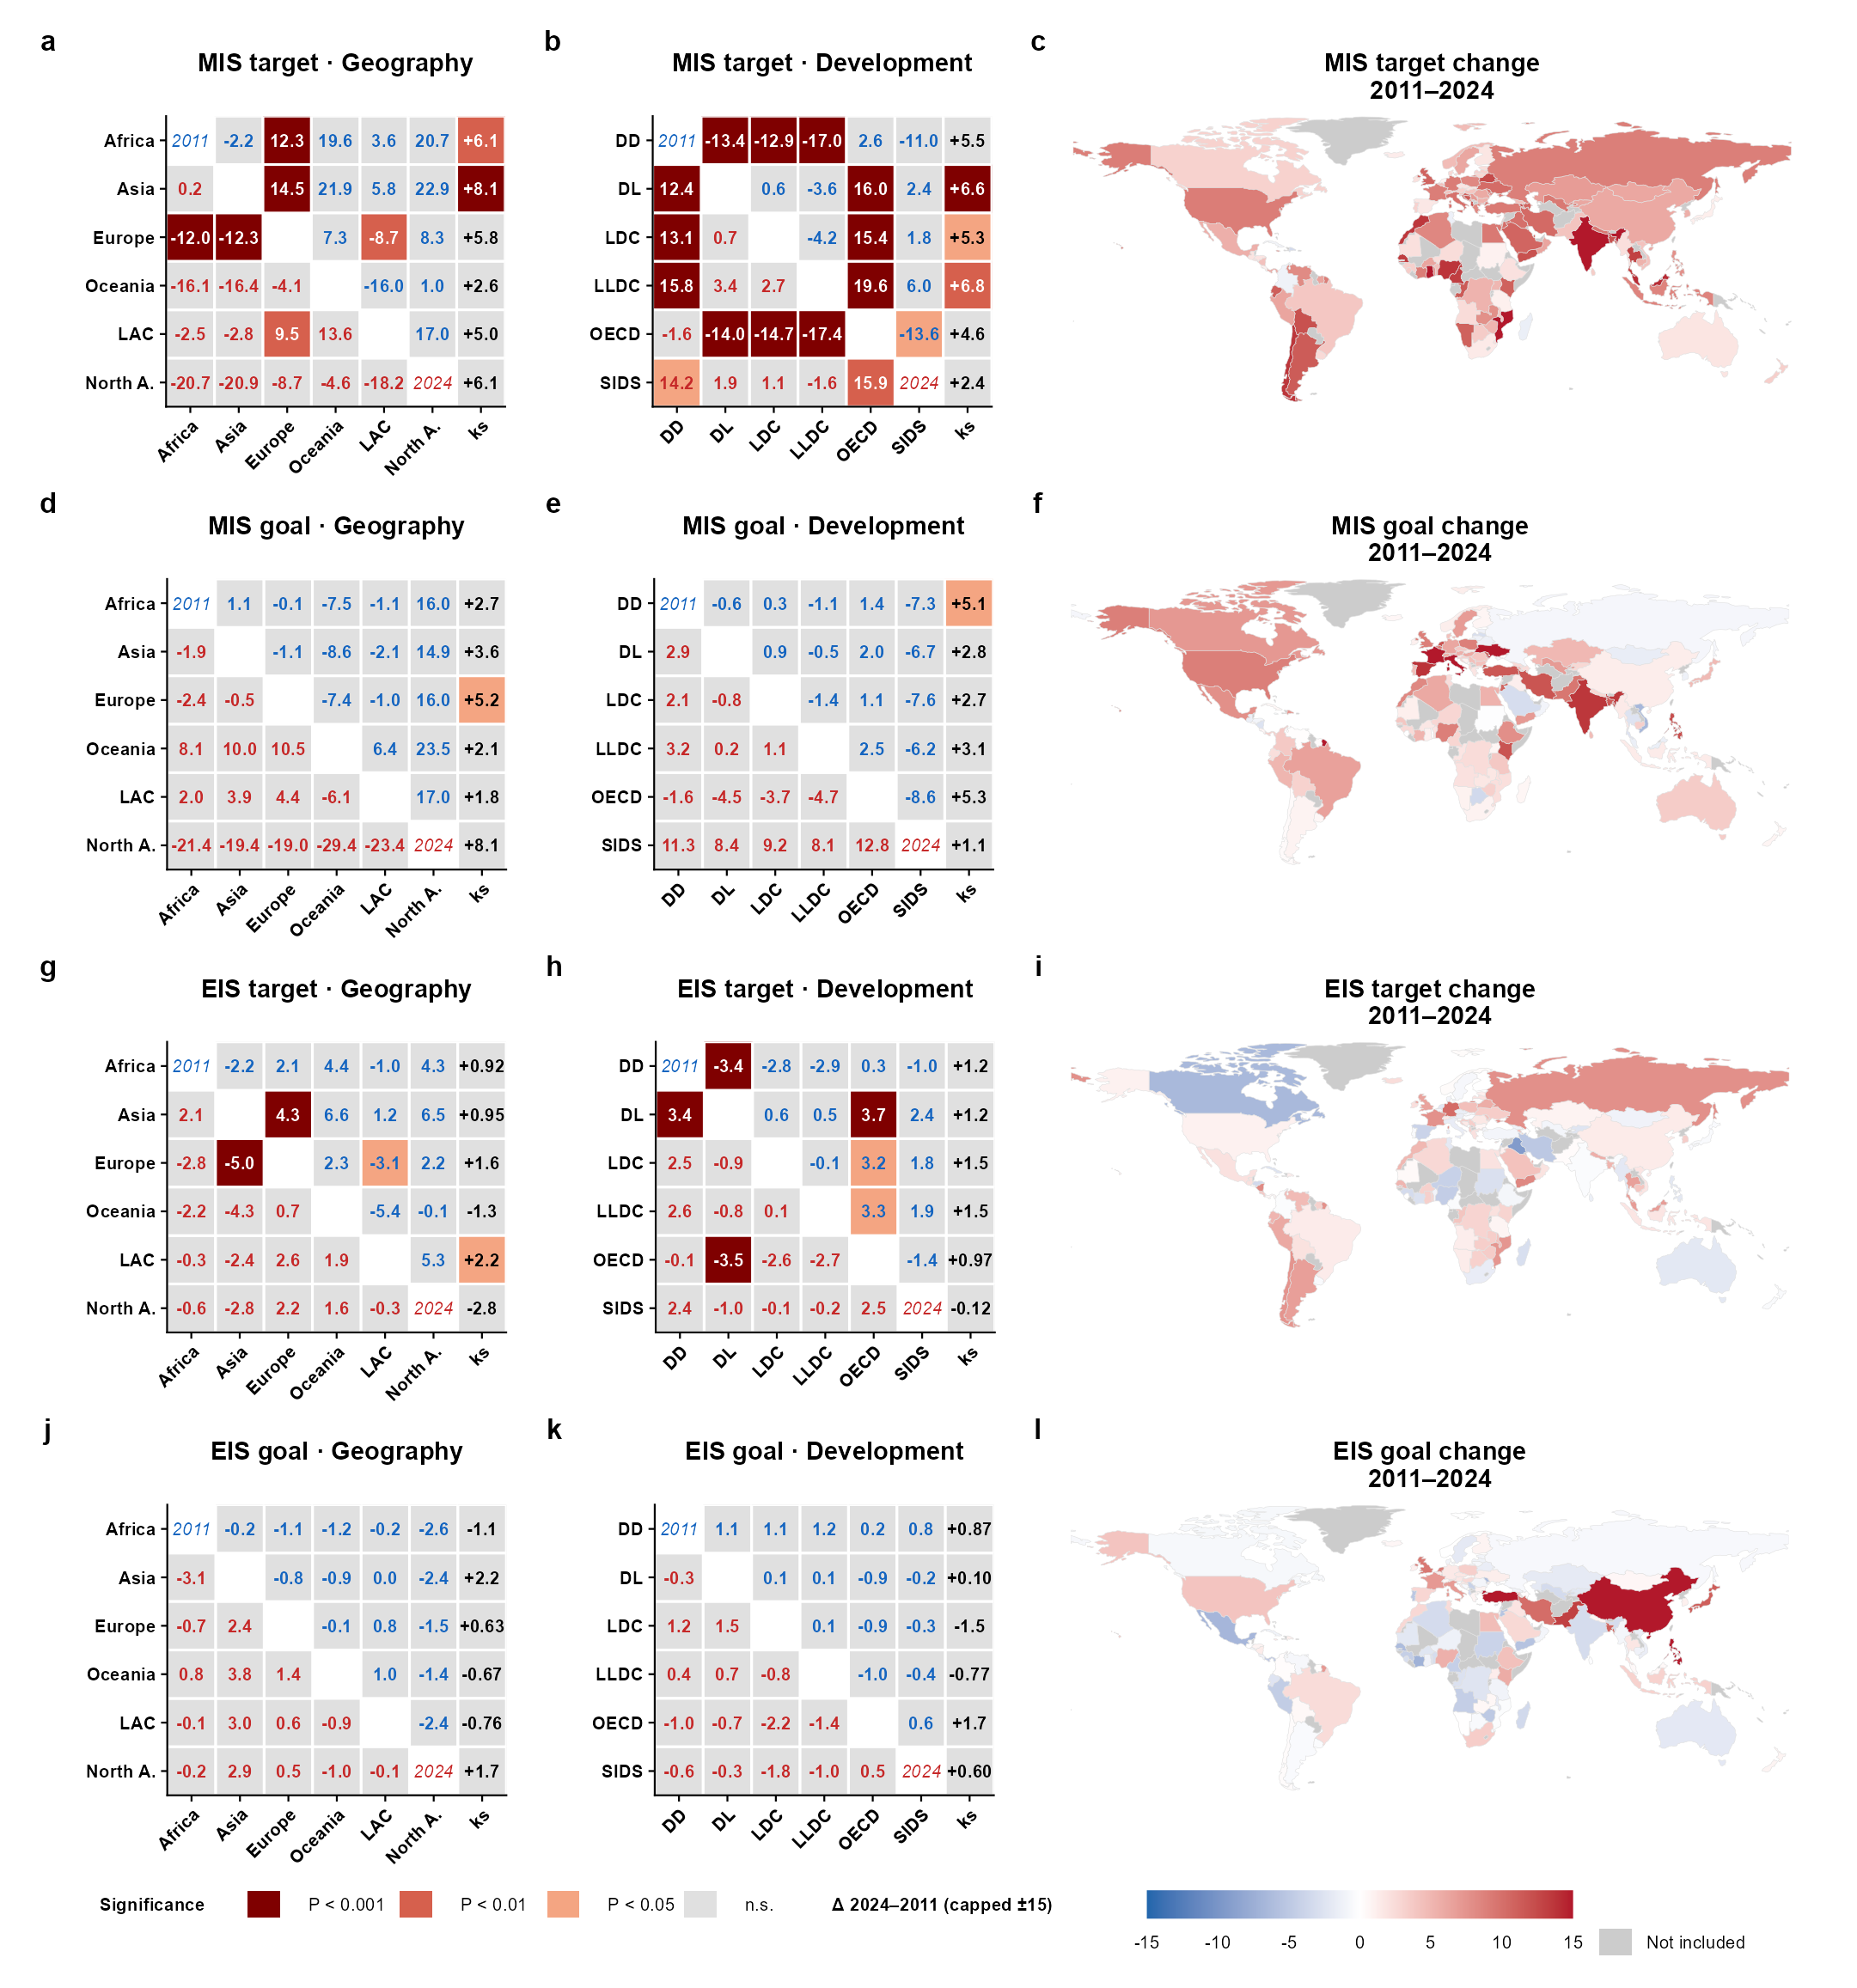 a
MIS target · Geography
Africa 2011 -2.2 12.3 19.6 3.6 20.7 +6.1
Asia 0.2 14.5 21.9 5.8 22.9 +8.1
Europe -12.0 -12.3 7.3 -8.7 8.3 +5.8
Oceania -16.1 -16.4 -4.1 -16.0 1.0 +2.6
LAC -2.5 -2.8 9.5 13.6 17.0 +5.0
North A. -20.7 -20.9 -8.7 -4.6 -18.2 2024 +6.1
Africa Asia Europe Oceania LAC North A. ks
b
MIS target · Development
DD 2011 -13.4 -12.9 -17.0 2.6 -11.0 +5.5
DL 12.4 0.6 -3.6 16.0 2.4 +6.6
LDC 13.1 0.7 -4.2 15.4 1.8 +5.3
LLDC 15.8 3.4 2.7 19.6 6.0 +6.8
OECD -1.6 -14.0 -14.7 -17.4 -13.6 +4.6
SIDS 14.2 1.9 1.1 -1.6 15.9 2024 +2.4
DD DL LDC LLDC OECD SIDS ks
c
MIS target change
2011–2024
d
MIS goal · Geography
Africa 2011 1.1 -0.1 -7.5 -1.1 16.0 +2.7
Asia -1.9 -1.1 -8.6 -2.1 14.9 +3.6
Europe -2.4 -0.5 -7.4 -1.0 16.0 +5.2
Oceania 8.1 10.0 10.5 6.4 23.5 +2.1
LAC 2.0 3.9 4.4 -6.1 17.0 +1.8
North A. -21.4 -19.4 -19.0 -29.4 -23.4 2024 +8.1
Africa Asia Europe Oceania LAC North A. ks
e
MIS goal · Development
DD 2011 -0.6 0.3 -1.1 1.4 -7.3 +5.1
DL 2.9 0.9 -0.5 2.0 -6.7 +2.8
LDC 2.1 -0.8 -1.4 1.1 -7.6 +2.7
LLDC 3.2 0.2 1.1 2.5 -6.2 +3.1
OECD -1.6 -4.5 -3.7 -4.7 -8.6 +5.3
SIDS 11.3 8.4 9.2 8.1 12.8 2024 +1.1
DD DL LDC LLDC OECD SIDS ks
f
MIS goal change
2011–2024
g
EIS target · Geography
Africa 2011 -2.2 2.1 4.4 -1.0 4.3 +0.92
Asia 2.1 4.3 6.6 1.2 6.5 +0.95
Europe -2.8 -5.0 2.3 -3.1 2.2 +1.6
Oceania -2.2 -4.3 0.7 -5.4 -0.1 -1.3
LAC -0.3 -2.4 2.6 1.9 5.3 +2.2
North A. -0.6 -2.8 2.2 1.6 -0.3 2024 -2.8
Africa Asia Europe Oceania LAC North A. ks
h
EIS target · Development
DD 2011 -3.4 -2.8 -2.9 0.3 -1.0 +1.2
DL 3.4 0.6 0.5 3.7 2.4 +1.2
LDC 2.5 -0.9 -0.1 3.2 1.8 +1.5
LLDC 2.6 -0.8 0.1 3.3 1.9 +1.5
OECD -0.1 -3.5 -2.6 -2.7 -1.4 +0.97
SIDS 2.4 -1.0 -0.1 -0.2 2.5 2024 -0.12
DD DL LDC LLDC OECD SIDS ks
i
EIS target change
2011–2024
j
EIS goal · Geography
Africa 2011 -0.2 -1.1 -1.2 -0.2 -2.6 -1.1
Asia -3.1 -0.8 -0.9 0.0 -2.4 +2.2
Europe -0.7 2.4 -0.1 0.8 -1.5 +0.63
Oceania 0.8 3.8 1.4 1.0 -1.4 -0.67
LAC -0.1 3.0 0.6 -0.9 -2.4 -0.76
North A. -0.2 2.9 0.5 -1.0 -0.1 2024 +1.7
Africa Asia Europe Oceania LAC North A. ks
k
EIS goal · Development
DD 2011 1.1 1.1 1.2 0.2 0.8 +0.87
DL -0.3 0.1 0.1 -0.9 -0.2 +0.10
LDC 1.2 1.5 0.1 -0.9 -0.3 -1.5
LLDC 0.4 0.7 -0.8 -1.0 -0.4 -0.77
OECD -1.0 -0.7 -2.2 -1.4 0.6 +1.7
SIDS -0.6 -0.3 -1.8 -1.0 0.5 2024 +0.60
DD DL LDC LLDC OECD SIDS ks
l
EIS goal change
2011–2024
Significance P < 0.001 P < 0.01 P < 0.05 n.s.
Δ 2024–2011 (capped ±15)
-15 -10 -5 0 5 10 15 Not included